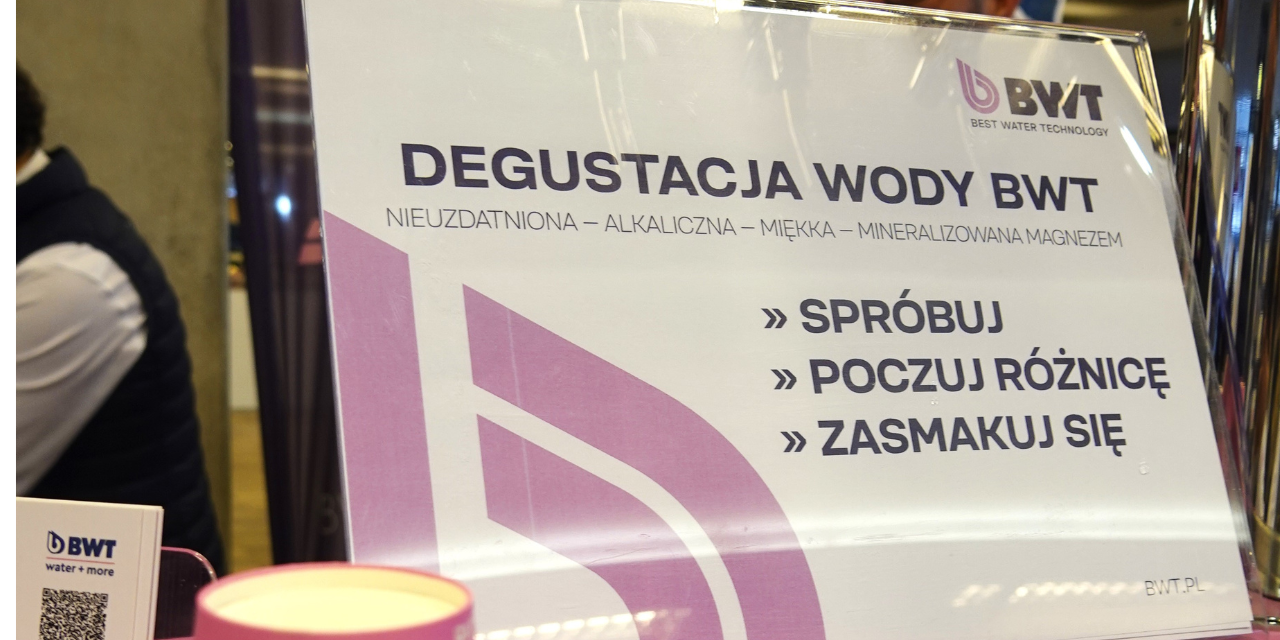 BWT
BEST WATER TECHNOLOGY
DEGUSTACJA WODY BWT
NIEUZDATNIONA – ALKALICZNA – MIĘKKA – MINERALIZOWANA MAGNEZEM
» SPRÓBUJ
» POCZUJ RÓŻNICĘ
» ZASMAKUJ SIĘ
BWT.PL
BWT
water + more